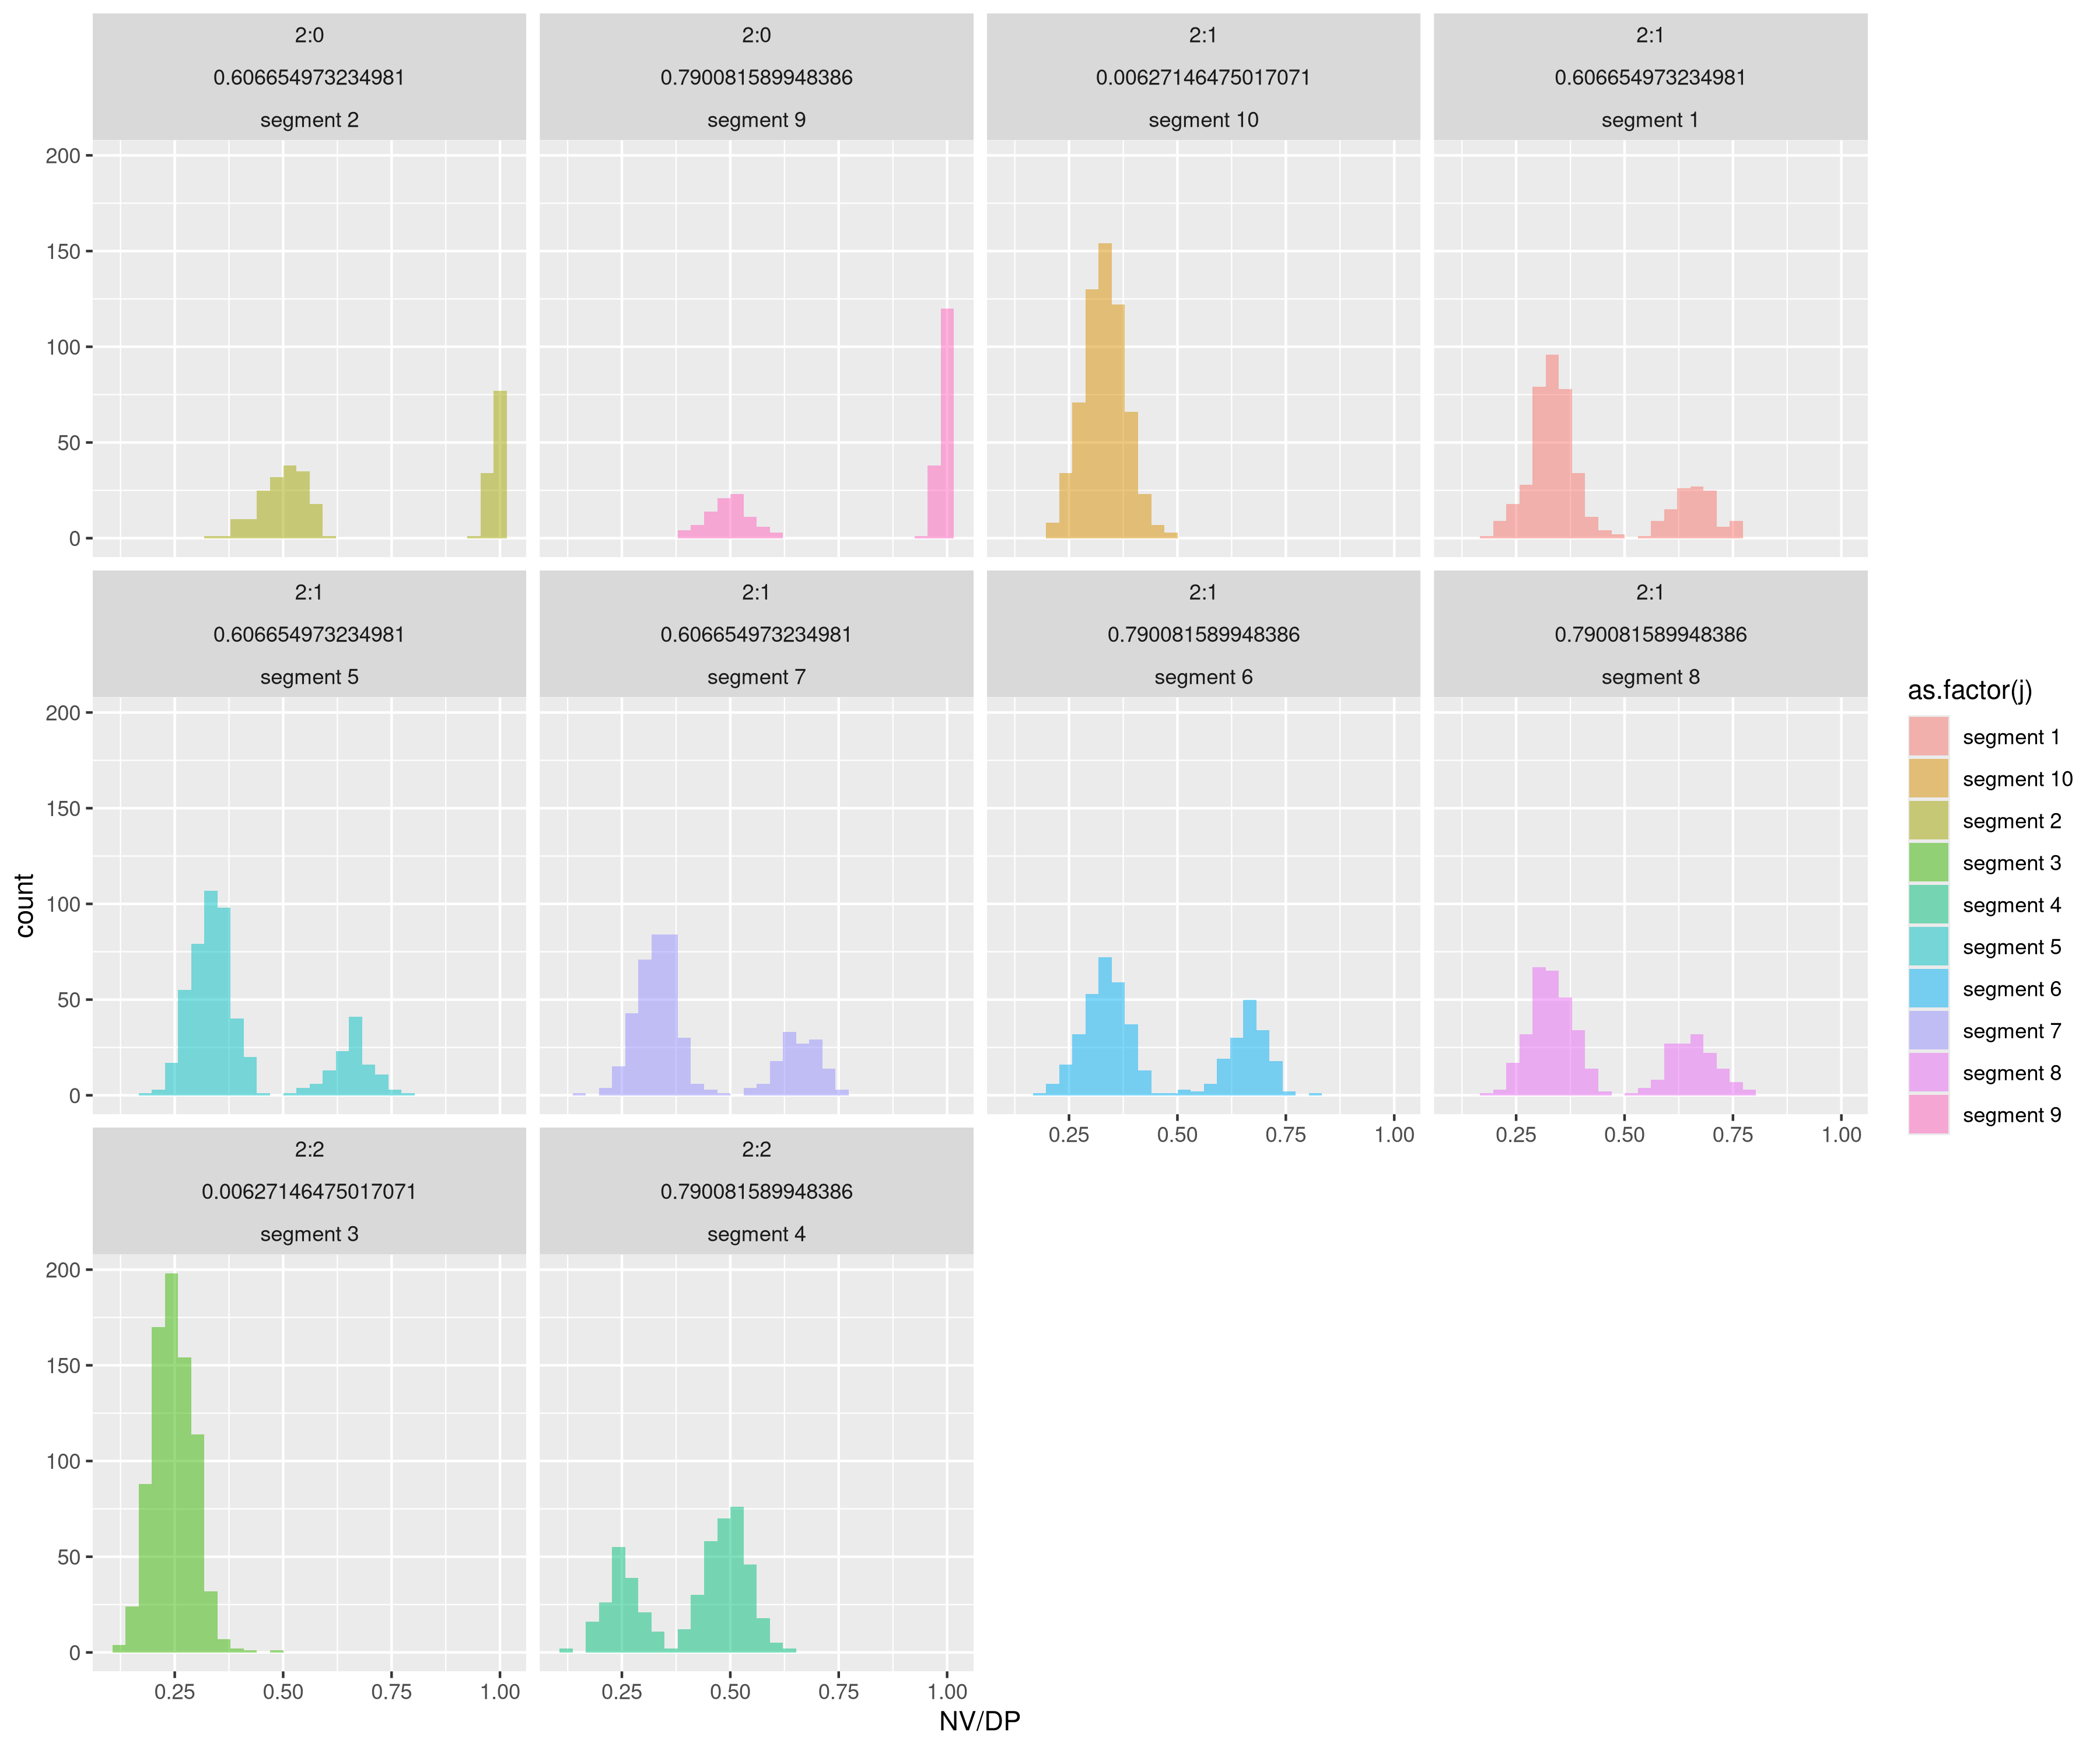 2:0
0.606654973234981
segment 2
2:0
0.790081589948386
segment 9
2:1
0.00627146475017071
segment 10
2:1
0.606654973234981
segment 1
200
150
100
50
0
2:1
0.606654973234981
segment 5
2:1
0.606654973234981
segment 7
2:1
0.790081589948386
segment 6
2:1
0.790081589948386
segment 8
200
150
100
50
0
0.25 0.50 0.75 1.00
0.25 0.50 0.75 1.00
2:2
0.00627146475017071
segment 3
2:2
0.790081589948386
segment 4
200
150
100
50
0
0.25 0.50 0.75 1.00
0.25 0.50 0.75 1.00
NV/DP
count
as.factor(j)
segment 1
segment 10
segment 2
segment 3
segment 4
segment 5
segment 6
segment 7
segment 8
segment 9